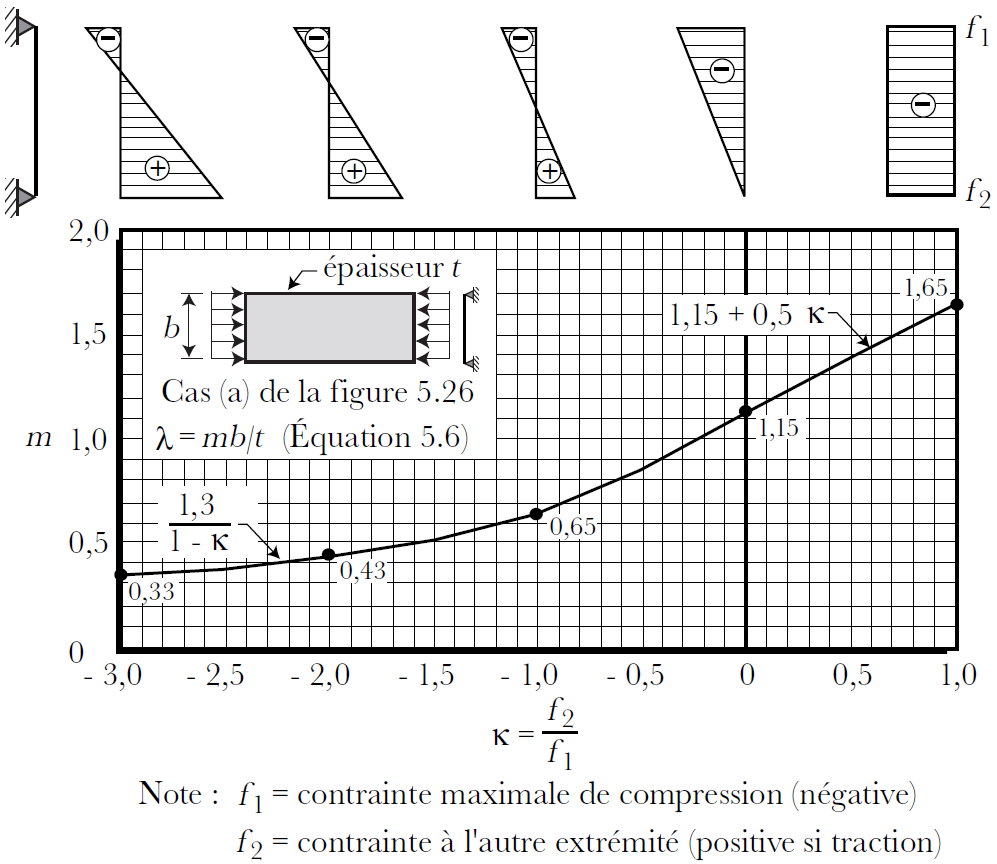 f1
f2
2,0
1,5
m 1,0
0,5
0
épaisseur t
b
Cas (a) de la figure 5.26
λ = mb/t (Équation 5.6)
1,65
1,15 + 0,5 κ
1,15
1,3
1 - κ
0,65
0,43
0,33
- 3,0 - 2,5 - 2,0 - 1,5 - 1,0 - 0,5 0 0,5 1,0
κ = f2
f1
Note : f1 = contrainte maximale de compression (négative)
f2 = contrainte à l'autre extrémité (positive si traction)